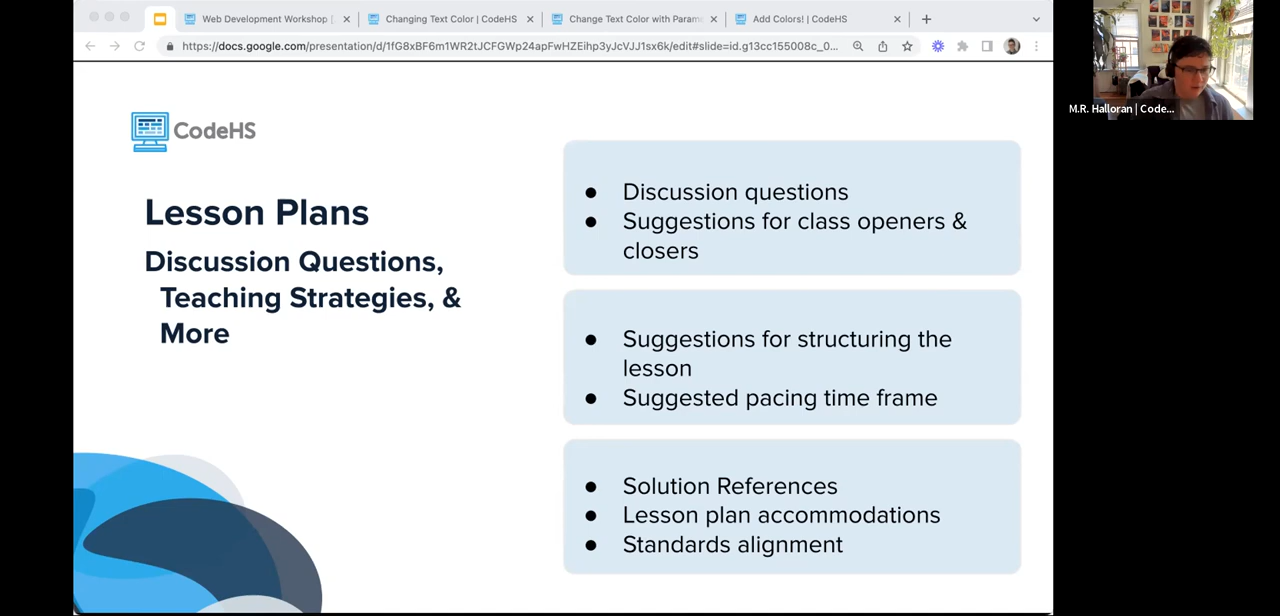 Web Development Workshop |
Changing Text Color | CodeHS
Change Text Color with Param
Add Colors! | CodeHS
https://docs.google.com/presentation/d/1fG8xBF6m1WR2tJCFGWp24apFwHZEihp3yJcVJJ1sx6k/edit#slide=id.g13cc155008c_0...
M.R. Halloran | Code...
CodeHS
Lesson Plans
Discussion Questions,
Teaching Strategies, &
More
● Discussion questions
● Suggestions for class openers &
closers
● Suggestions for structuring the
lesson
● Suggested pacing time frame
● Solution References
● Lesson plan accommodations
● Standards alignment